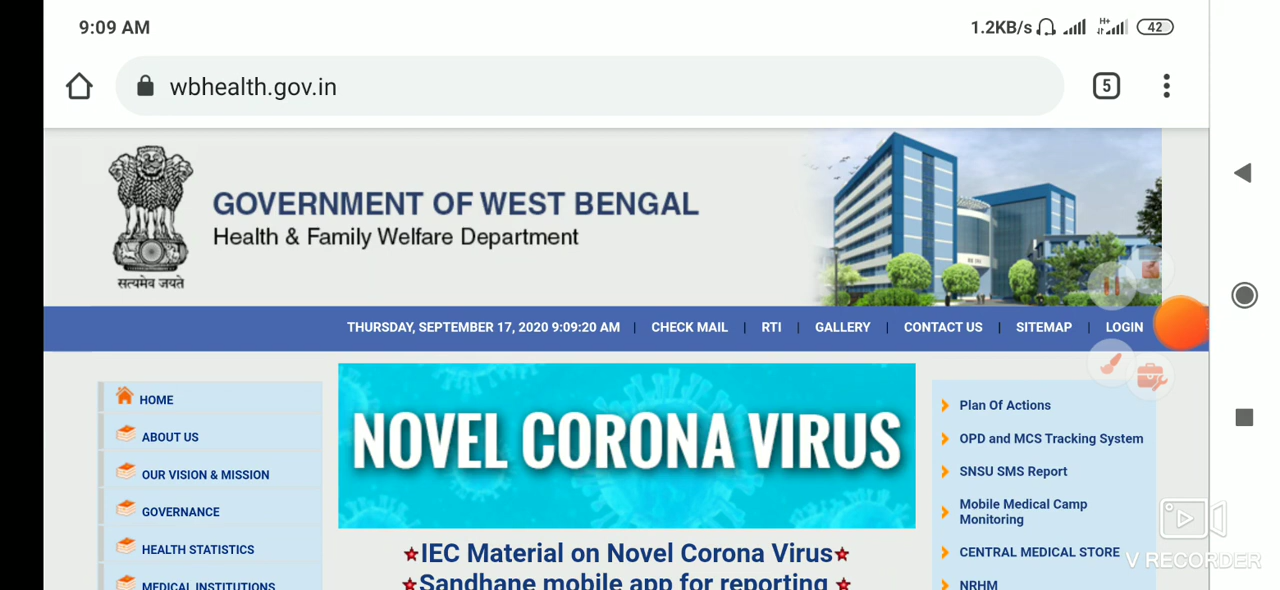 9:09 AM
1.2KB/s H+ 42
wbhealth.gov.in
5
GOVERNMENT OF WEST BENGAL
Health & Family Welfare Department
सत्यमेव जयते
THURSDAY, SEPTEMBER 17, 2020 9:09:20 AM | CHECK MAIL | RTI | GALLERY | CONTACT US | SITEMAP | LOGIN
HOME
ABOUT US
OUR VISION & MISSION
GOVERNANCE
HEALTH STATISTICS
MEDICAL INSTITUTIONS
NOVEL CORONA VIRUS
IEC Material on Novel Corona Virus
Sandhane mobile app for reporting
Plan Of Actions
OPD and MCS Tracking System
SNSU SMS Report
Mobile Medical Camp
Monitoring
CENTRAL MEDICAL STORE
NRHM
V RECORDER